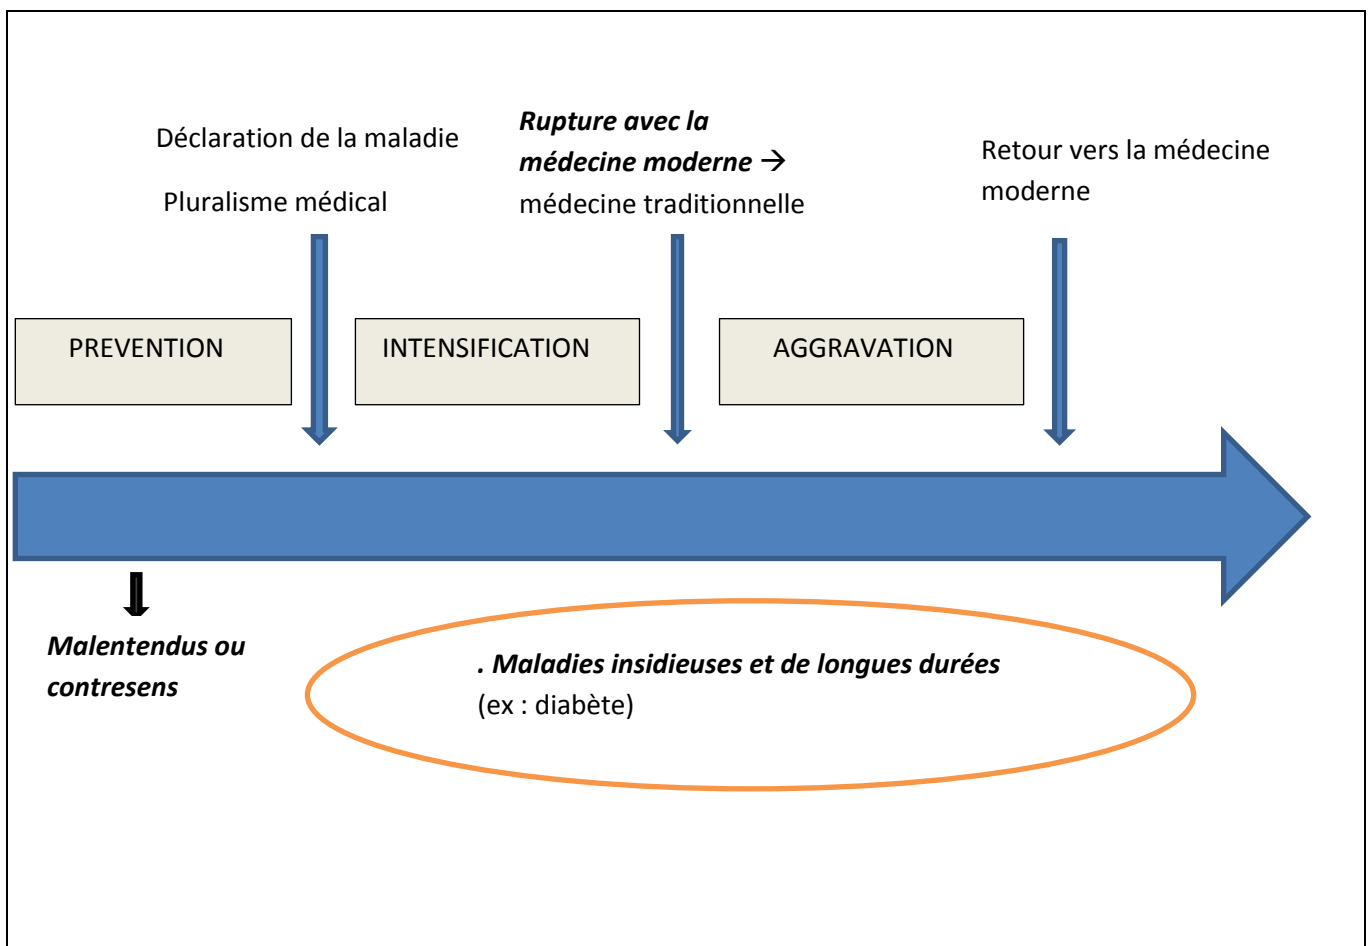 Déclaration de la maladie
Pluralisme médical
Rupture avec la
médecine moderne →
médecine traditionnelle
Retour vers la médecine
moderne
PREVENTION
INTENSIFICATION
AGGRAVATION
Malentendus ou
contresens
. Maladies insidieuses et de longues durées
(ex : diabète)